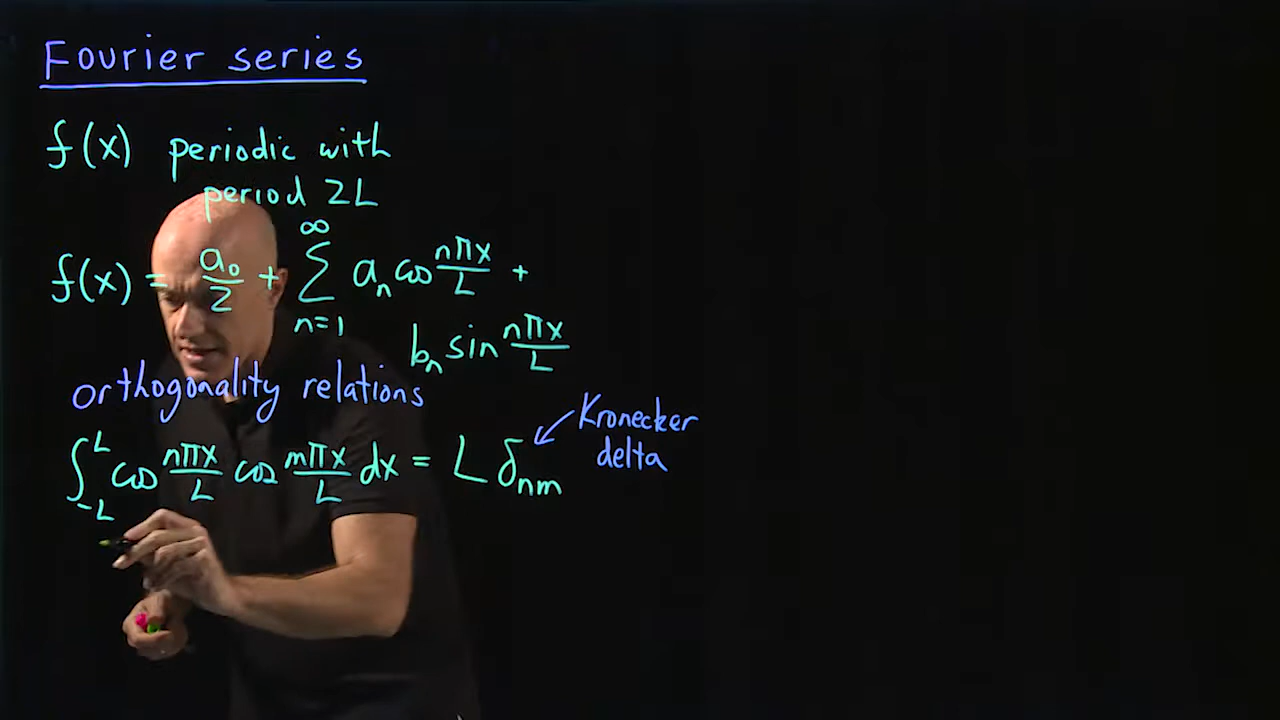 Fourier series
f(x) periodic with
period 2L
f(x) = a₀/2 + ∑_{n=1}^{∞} aₙ cos nπx/L +
bₙ sin nπx/L
orthogonality relations
∫_{-L}^{L} cos nπx/L cos mπx/L dx = L δₙₘ
Kronecker
delta